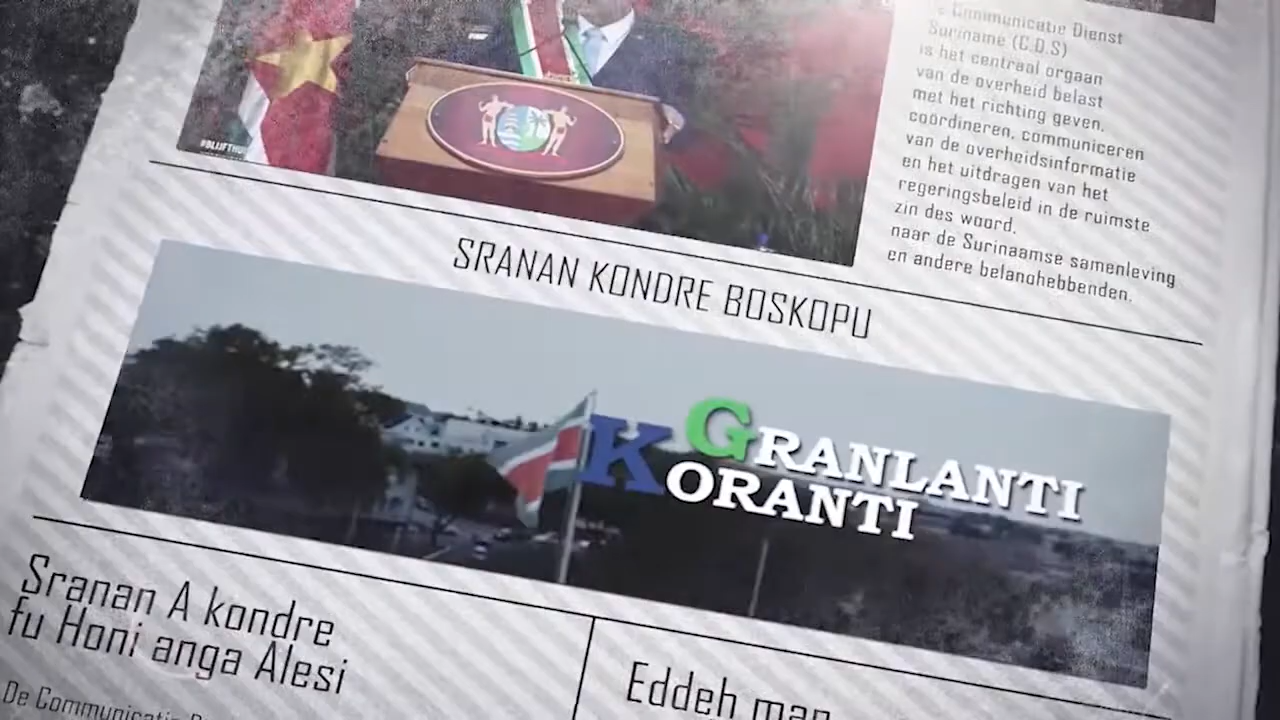 Communicatie Dienst
Suriname (C.D.S)
is het centraal orgaan
van de overheid belast
met het richting geven,
coördineren, communiceren
van de overheidsinformatie
en het uitdragen van het
regeringsbeleid in de ruimste
zin des woord.
naar de Surinaamse samenleving
en andere belanghebbenden.
SRANAN KONDRE BOSKOPU
GRANLANTI
KORANTI
Sranan A kondre
fu Honi anga Alesi
De Communicatie
Eddeh man